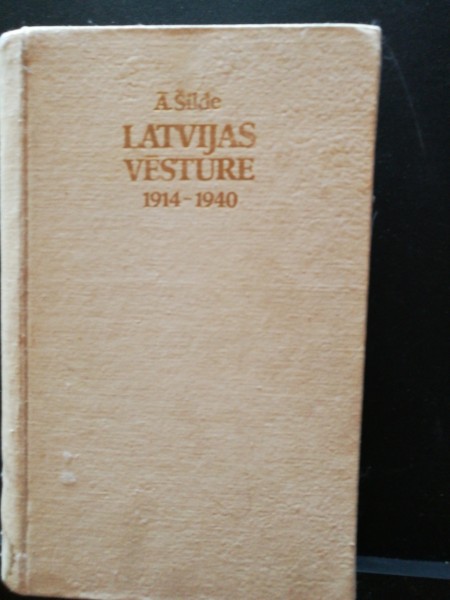 Ā. Šilde
LATVIJAS
VĒSTURE
1914-1940